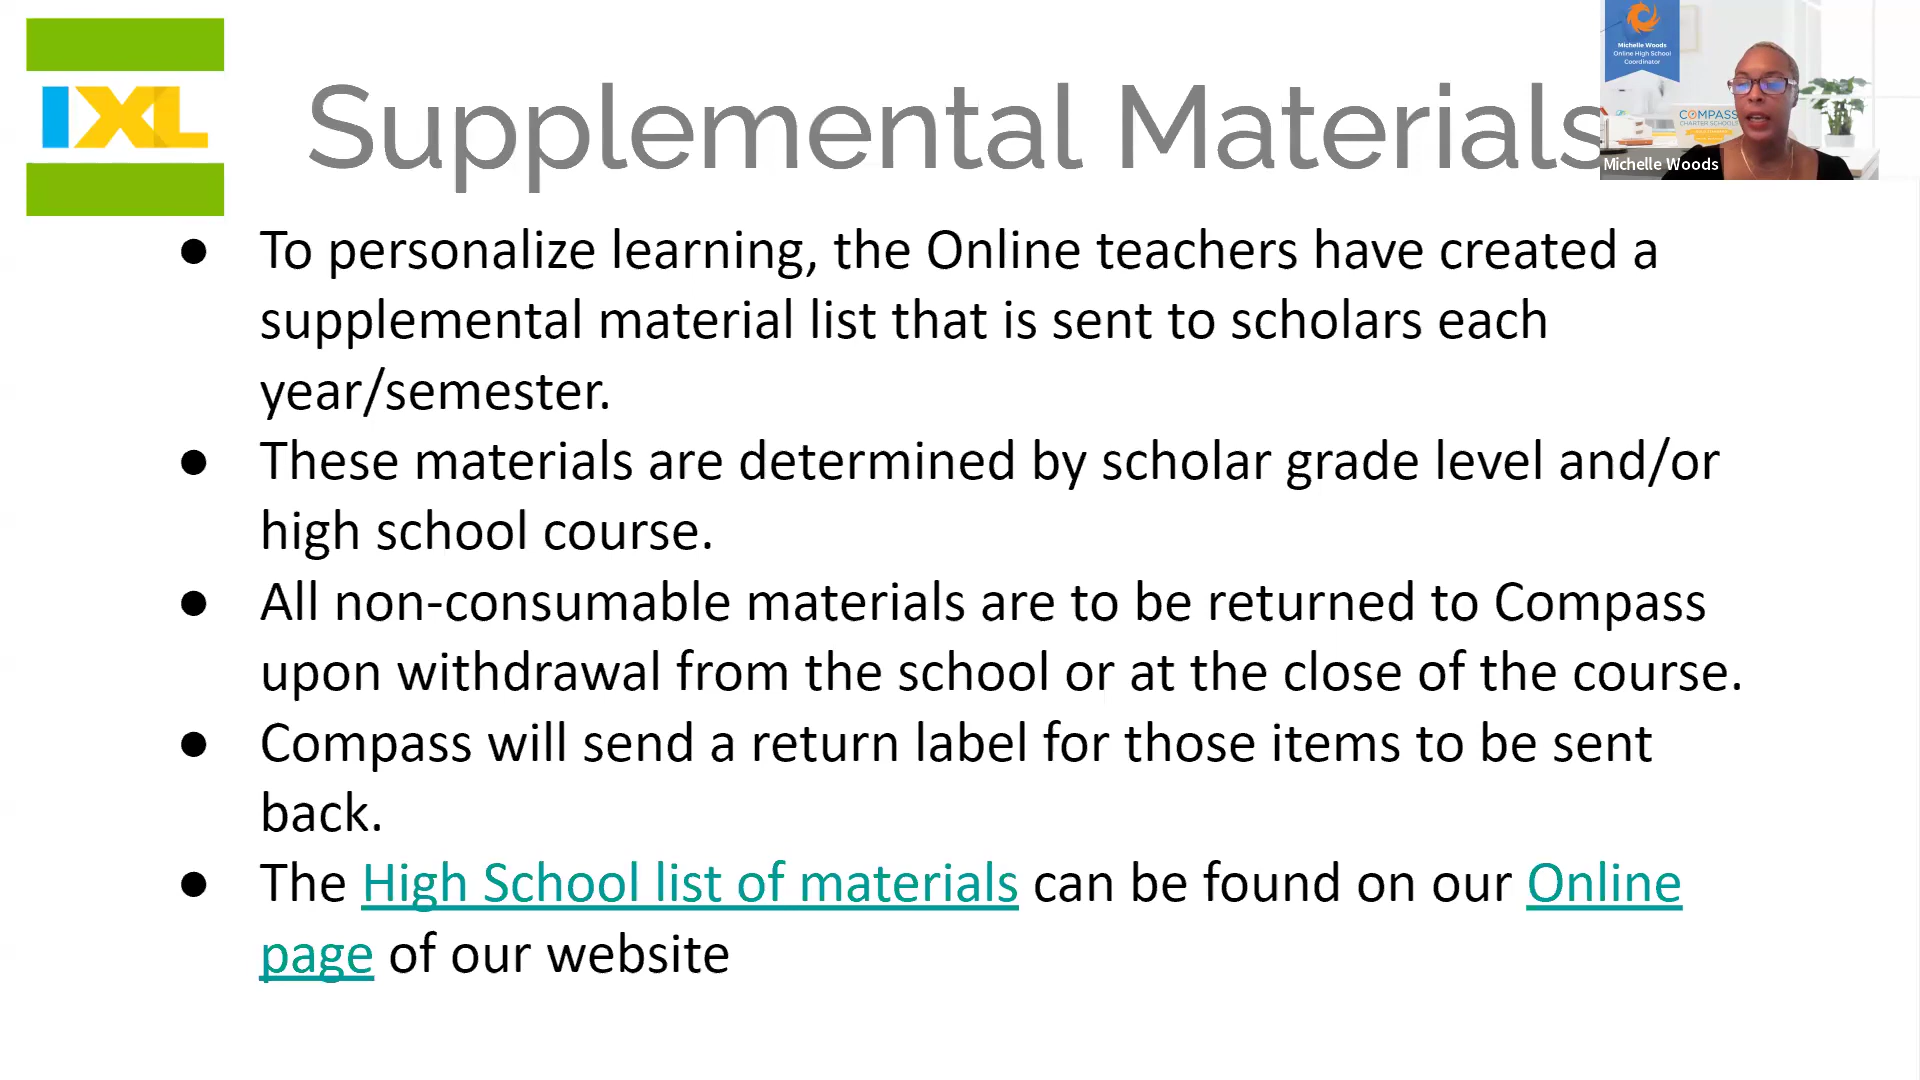 IXL
Supplemental Materials
Michelle Woods
Online High School
Coordinator
COMPASS
CHARTER SCHOOLS
Michelle Woods
● To personalize learning, the Online teachers have created a
supplemental material list that is sent to scholars each
year/semester.
● These materials are determined by scholar grade level and/or
high school course.
● All non-consumable materials are to be returned to Compass
upon withdrawal from the school or at the close of the course.
● Compass will send a return label for those items to be sent
back.
● The High School list of materials can be found on our Online
page of our website